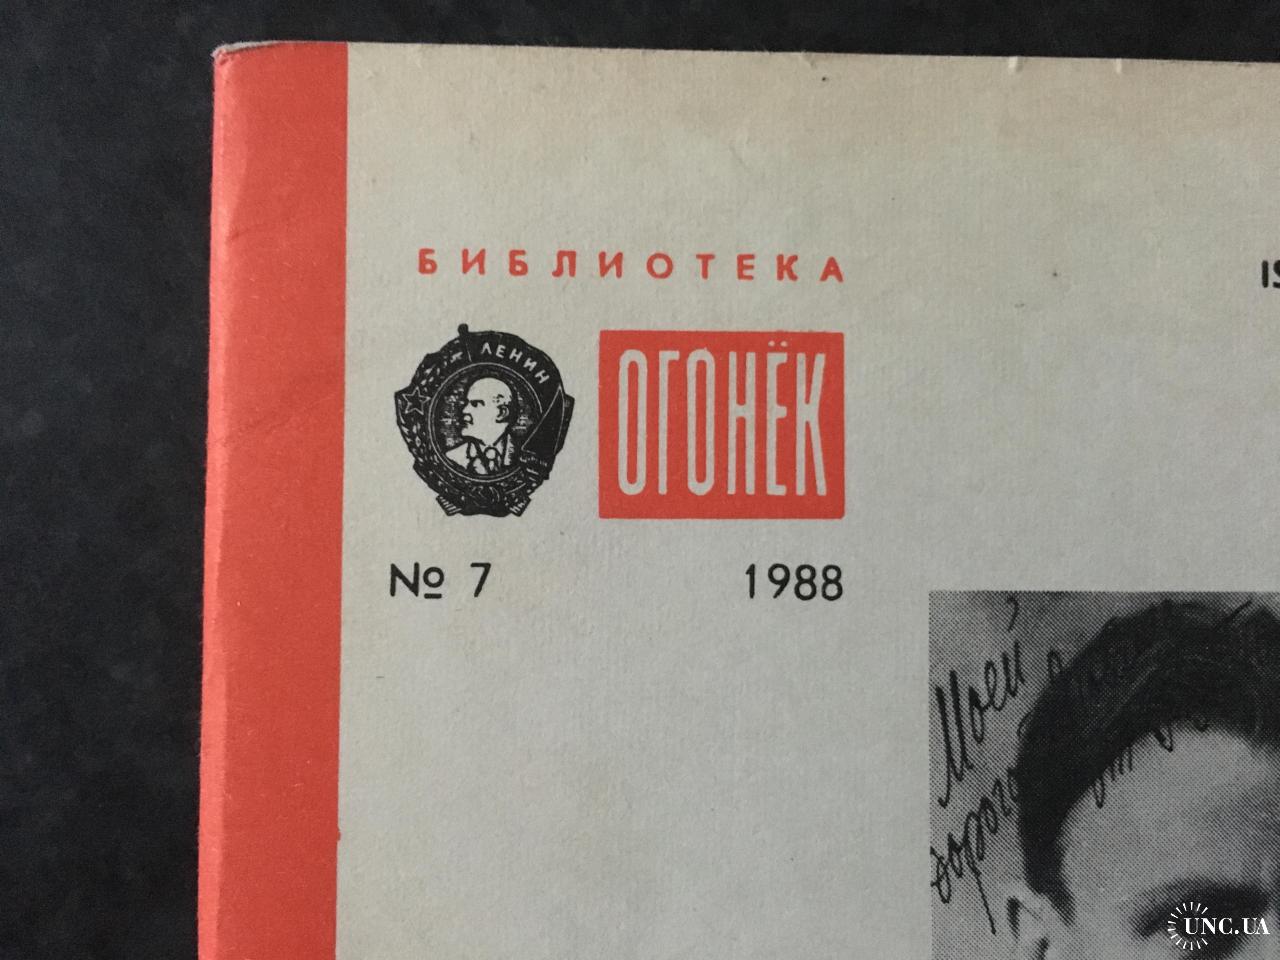 БИБЛИОТЕКА
ЛЕНИН
ОГОНЁК
№ 7 1988
Моей
UNC.UA